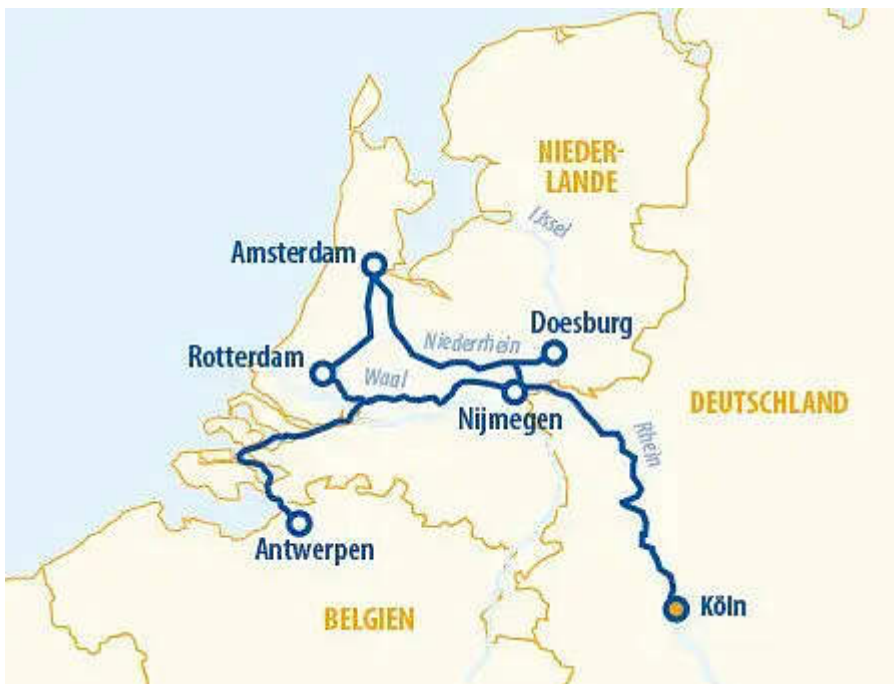 NIEDER-
LANDE
IJssel
Amsterdam
Doesburg
Niederrhein
Rotterdam
Waal
Nijmegen
DEUTSCHLAND
Rhein
Antwerpen
Köln
BELGIEN